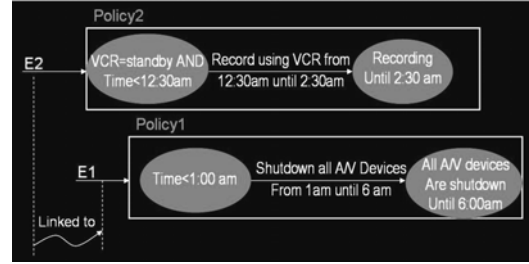 Policy2
E2
VCR=standby AND
Time<12:30am
Record using VCR from
12:30am until 2:30am
Recording
Until 2:30 am
Policy1
E1
Time<1:00 am
Shutdown all A/V Devices
From 1am until 6 am
All A/V devices
Are shutdown
Until 6:00am
Linked to